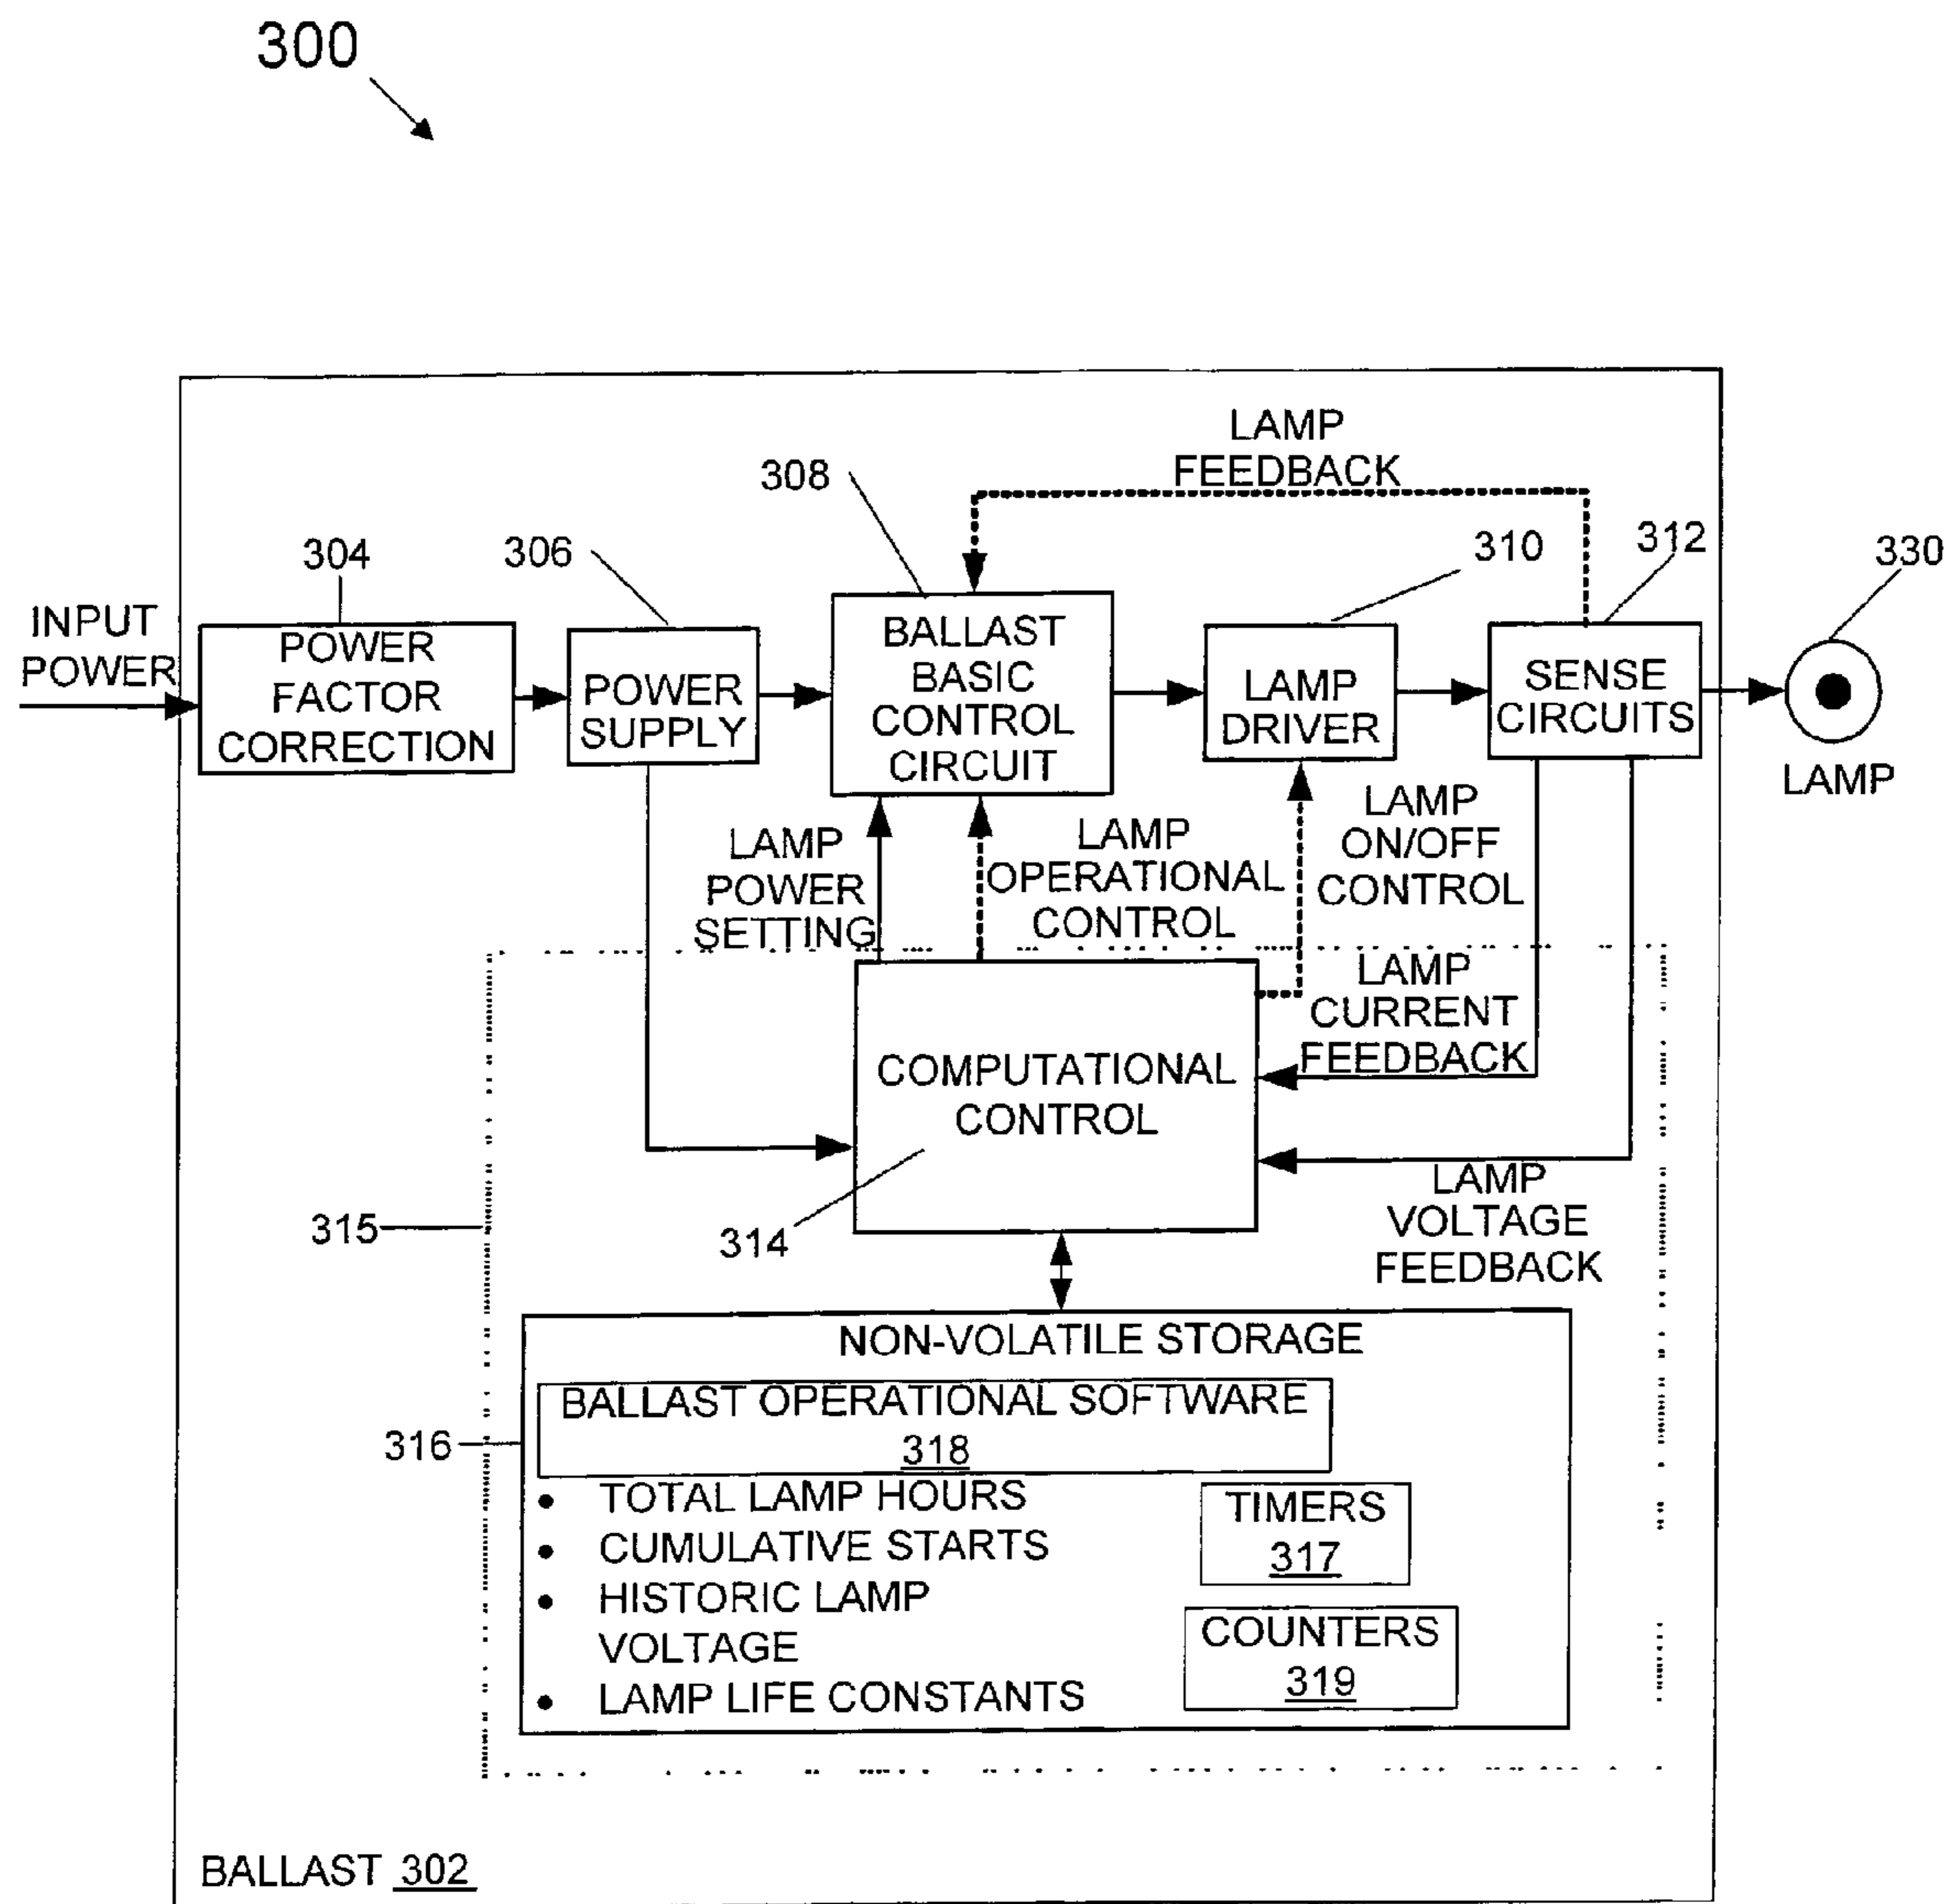 300
LAMP
FEEDBACK
308
304
306
310
312
330
INPUT
POWER
POWER
FACTOR
CORRECTION
POWER
SUPPLY
BALLAST
BASIC
CONTROL
CIRCUIT
LAMP
DRIVER
SENSE
CIRCUITS
LAMP
LAMP
POWER
SETTING
LAMP
OPERATIONAL
CONTROL
LAMP
ON/OFF
CONTROL
LAMP
CURRENT
FEEDBACK
COMPUTATIONAL
CONTROL
LAMP
VOLTAGE
FEEDBACK
315
314
NON-VOLATILE STORAGE
BALLAST OPERATIONAL SOFTWARE
318
316
• TOTAL LAMP HOURS
• CUMULATIVE STARTS
• HISTORIC LAMP
VOLTAGE
• LAMP LIFE CONSTANTS
TIMERS
317
COUNTERS
319
BALLAST 302